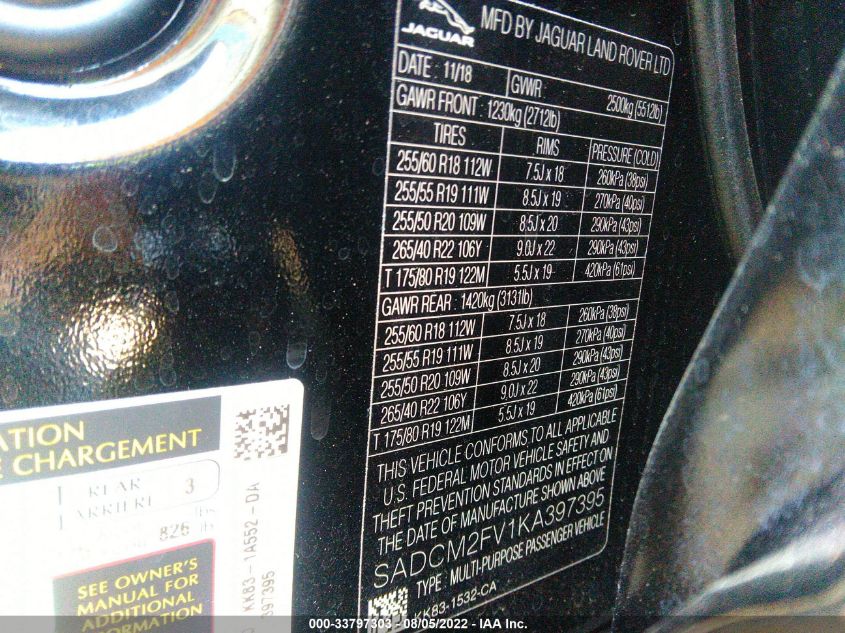 JAGUAR
MFD BY JAGUAR LAND ROVER LTD
DATE : 11/18 GVWR : 2500kg (5512lb)
GAWR FRONT : 1230kg (2712lb)
TIRES RIMS PRESSURE (COLD)
255/60 R18 112W 7.5J x 18 260kPa (38psi)
255/55 R19 111W 8.5J x 19 270kPa (40psi)
255/50 R20 109W 8.5J x 20 290kPa (43psi)
265/40 R22 106Y 9.0J x 22 290kPa (43psi)
T 175/80 R19 122M 5.5J x 19 420kPa (61psi)
GAWR REAR : 1420kg (3131lb)
255/60 R18 112W 7.5J x 18 260kPa (38psi)
255/55 R19 111W 8.5J x 19 270kPa (40psi)
255/50 R20 109W 8.5J x 20 290kPa (43psi)
265/40 R22 106Y 9.0J x 22 290kPa (43psi)
T 175/80 R19 122M 5.5J x 19 420kPa (61psi)
THIS VEHICLE CONFORMS TO ALL APPLICABLE
U.S. FEDERAL MOTOR VEHICLE SAFETY AND
THEFT PREVENTION STANDARDS IN EFFECT ON
THE DATE OF MANUFACTURE SHOWN ABOVE
SADCM2FV1KA397395
TYPE : MULTI-PURPOSE PASSENGER VEHICLE
KK83-1532-CA
CHARGEMENT
REAR
ARRIERE 3
826 lbs
SEE OWNER'S
MANUAL FOR
ADDITIONAL
KK83-1A552-DA
397395
000-33797303 - 08/05/2022 - IAA Inc.